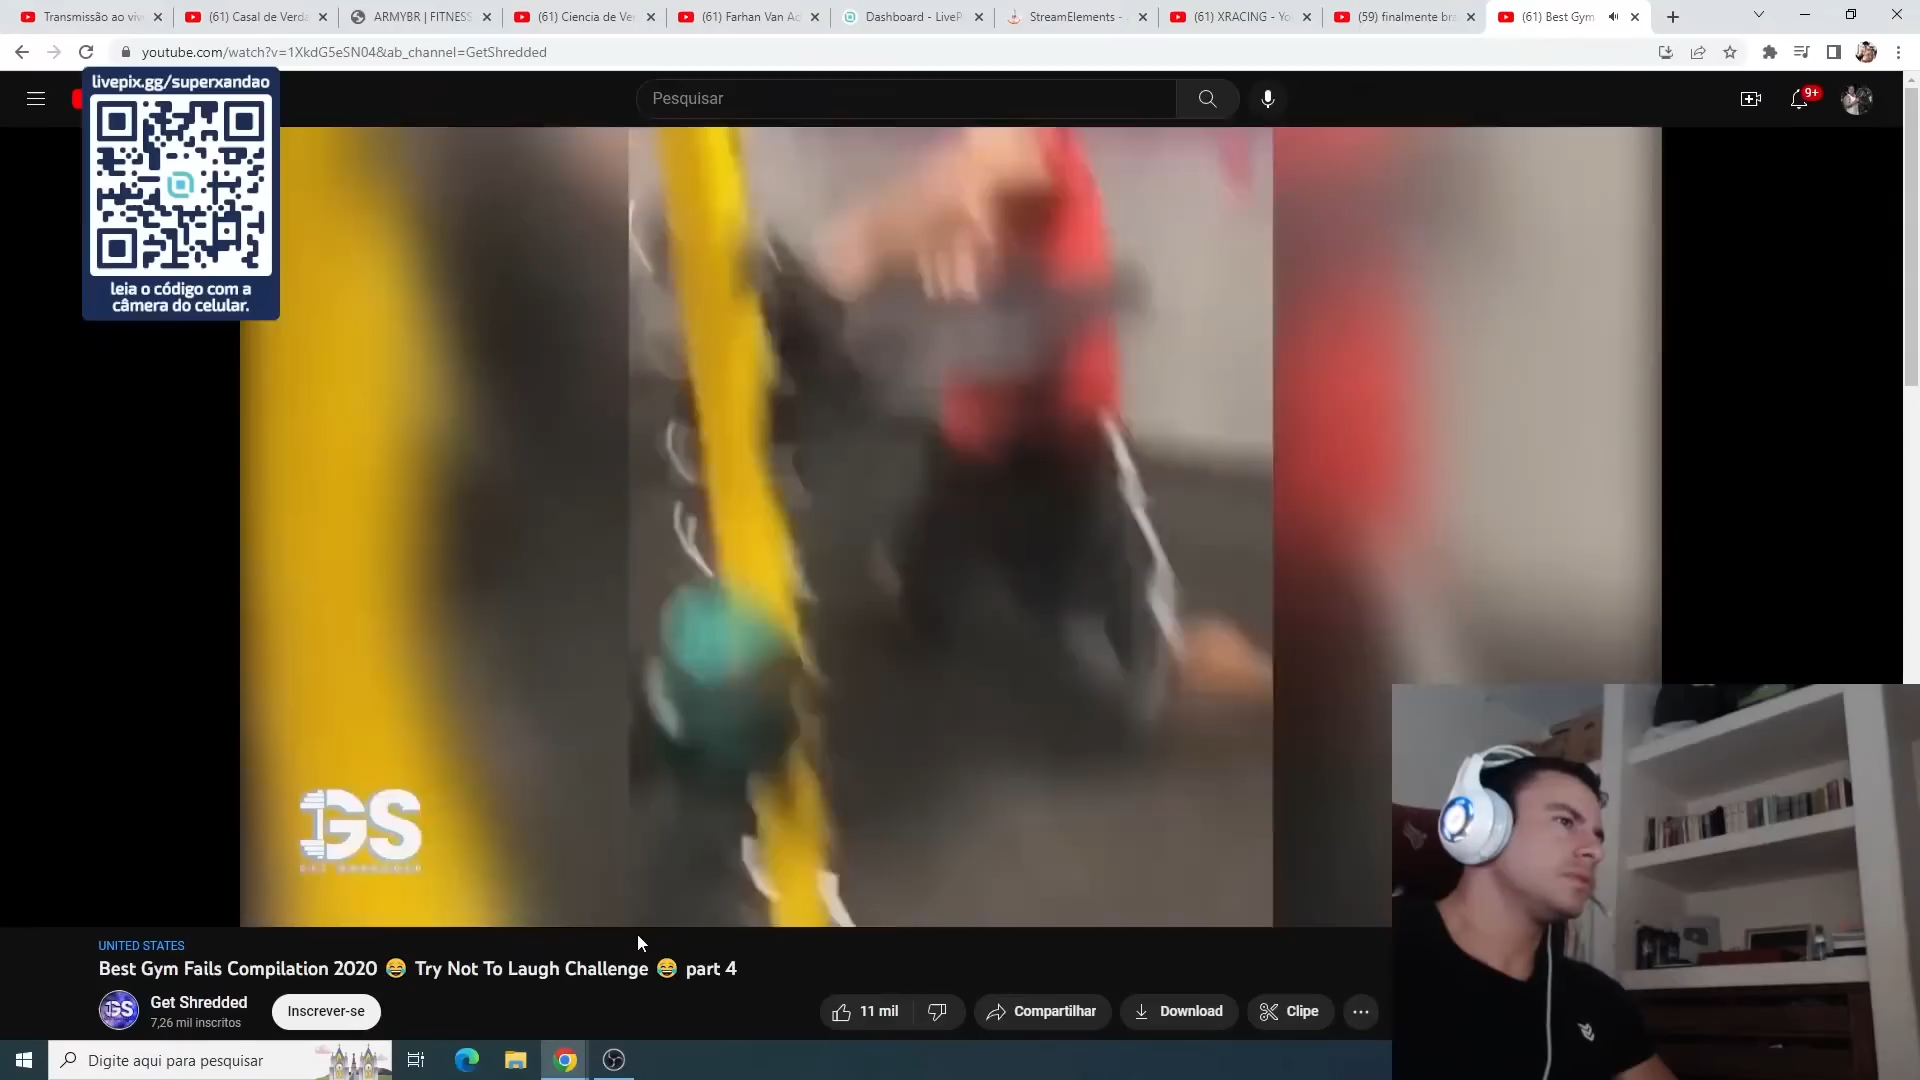 Transmissão ao viv
(61) Casal de Verda
ARMYBR | FITNESS
(61) Ciencia de Ver
(61) Farhan Van Ac
Dashboard - LiveP
StreamElements -
(61) XRACING - Yo
(59) finalmente bra
(61) Best Gym
youtube.com/watch?v=1XkdG5eSN04&ab_channel=GetShredded
livepix.gg/superxandao
Pesquisar
9+
leia o código com a
câmera do celular.
GS
UNITED STATES
Best Gym Fails Compilation 2020 😂 Try Not To Laugh Challenge 😂 part 4
GS
Get Shredded
7,26 mil inscritos
Inscrever-se
11 mil
Compartilhar
Download
Clipe
Digite aqui para pesquisar